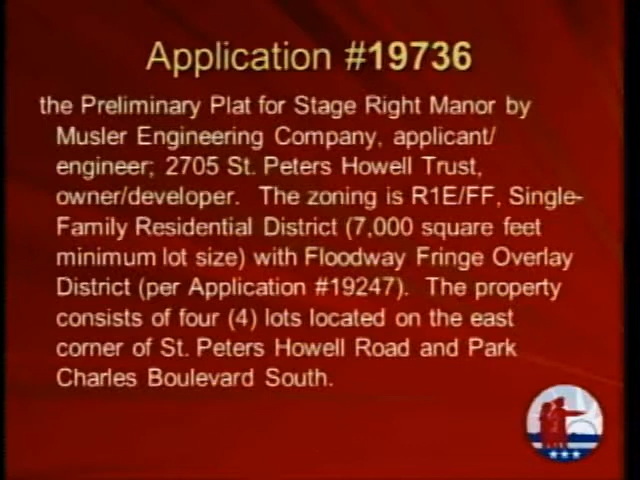 Application #19736
the Preliminary Plat for Stage Right Manor by
Musler Engineering Company, applicant/
engineer; 2705 St. Peters Howell Trust,
owner/developer. The zoning is R1E/FF, Single-
Family Residential District (7,000 square feet
minimum lot size) with Floodway Fringe Overlay
District (per Application #19247). The property
consists of four (4) lots located on the east
corner of St. Peters Howell Road and Park
Charles Boulevard South.